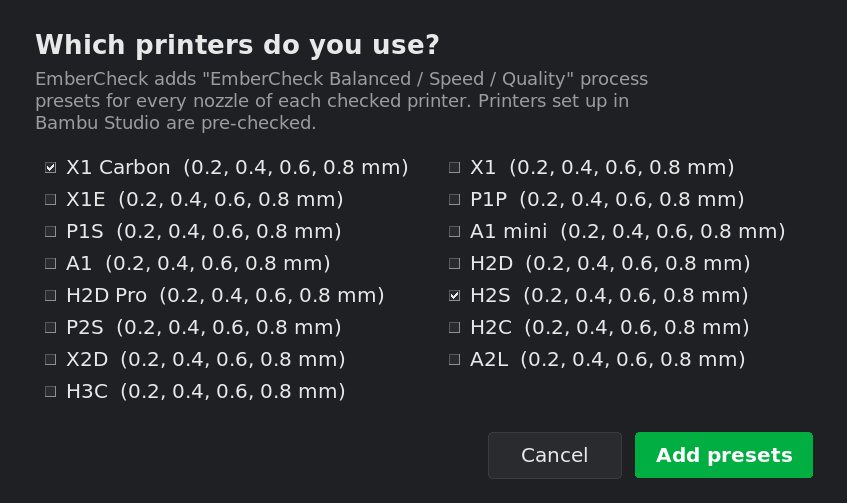 Which printers do you use?
EmberCheck adds "EmberCheck Balanced / Speed / Quality" process
presets for every nozzle of each checked printer. Printers set up in
Bambu Studio are pre-checked.
X1 Carbon (0.2, 0.4, 0.6, 0.8 mm)
X1 (0.2, 0.4, 0.6, 0.8 mm)
X1E (0.2, 0.4, 0.6, 0.8 mm)
P1P (0.2, 0.4, 0.6, 0.8 mm)
P1S (0.2, 0.4, 0.6, 0.8 mm)
A1 mini (0.2, 0.4, 0.6, 0.8 mm)
A1 (0.2, 0.4, 0.6, 0.8 mm)
H2D (0.2, 0.4, 0.6, 0.8 mm)
H2D Pro (0.2, 0.4, 0.6, 0.8 mm)
H2S (0.2, 0.4, 0.6, 0.8 mm)
P2S (0.2, 0.4, 0.6, 0.8 mm)
H2C (0.2, 0.4, 0.6, 0.8 mm)
X2D (0.2, 0.4, 0.6, 0.8 mm)
A2L (0.2, 0.4, 0.6, 0.8 mm)
H3C (0.2, 0.4, 0.6, 0.8 mm)
Cancel
Add presets